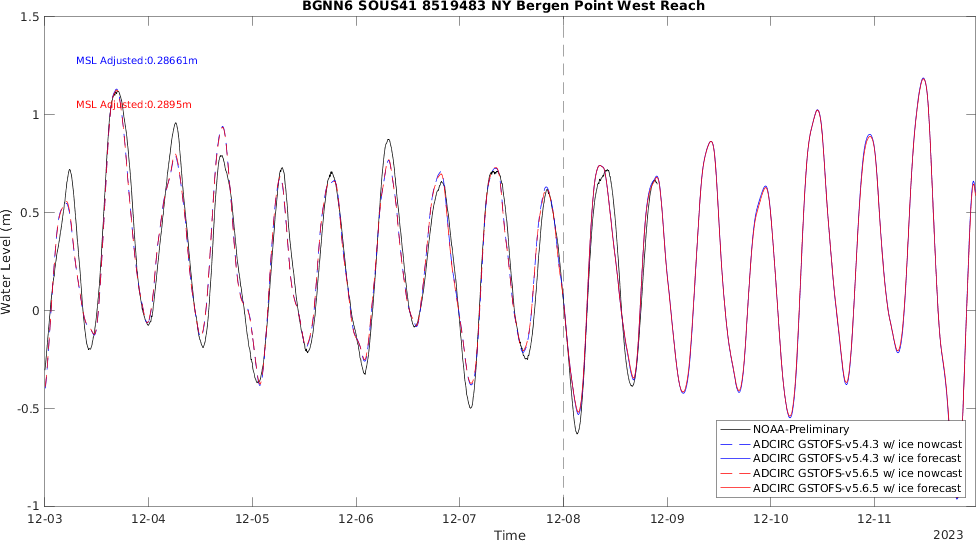 BGNN6 SOUS41 8519483 NY Bergen Point West Reach
1.5
1
0.5
0
-0.5
-1
Water Level (m)
MSL Adjusted:0.28661m
MSL Adjusted:0.2895m
NOAA-Preliminary
ADCIRC GSTOFS-v5.4.3 w/ ice nowcast
ADCIRC GSTOFS-v5.4.3 w/ ice forecast
ADCIRC GSTOFS-v5.6.5 w/ ice nowcast
ADCIRC GSTOFS-v5.6.5 w/ ice forecast
12-03 12-04 12-05 12-06 12-07 12-08 12-09 12-10 12-11
Time
2023